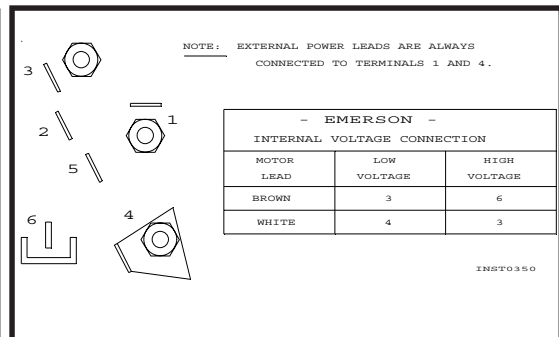 NOTE: EXTERNAL POWER LEADS ARE ALWAYS
CONNECTED TO TERMINALS 1 AND 4.
3
1
2
5
6
4
- EMERSON -
INTERNAL VOLTAGE CONNECTION
MOTOR LEAD LOW VOLTAGE HIGH VOLTAGE
BROWN 3 6
WHITE 4 3
INST0350